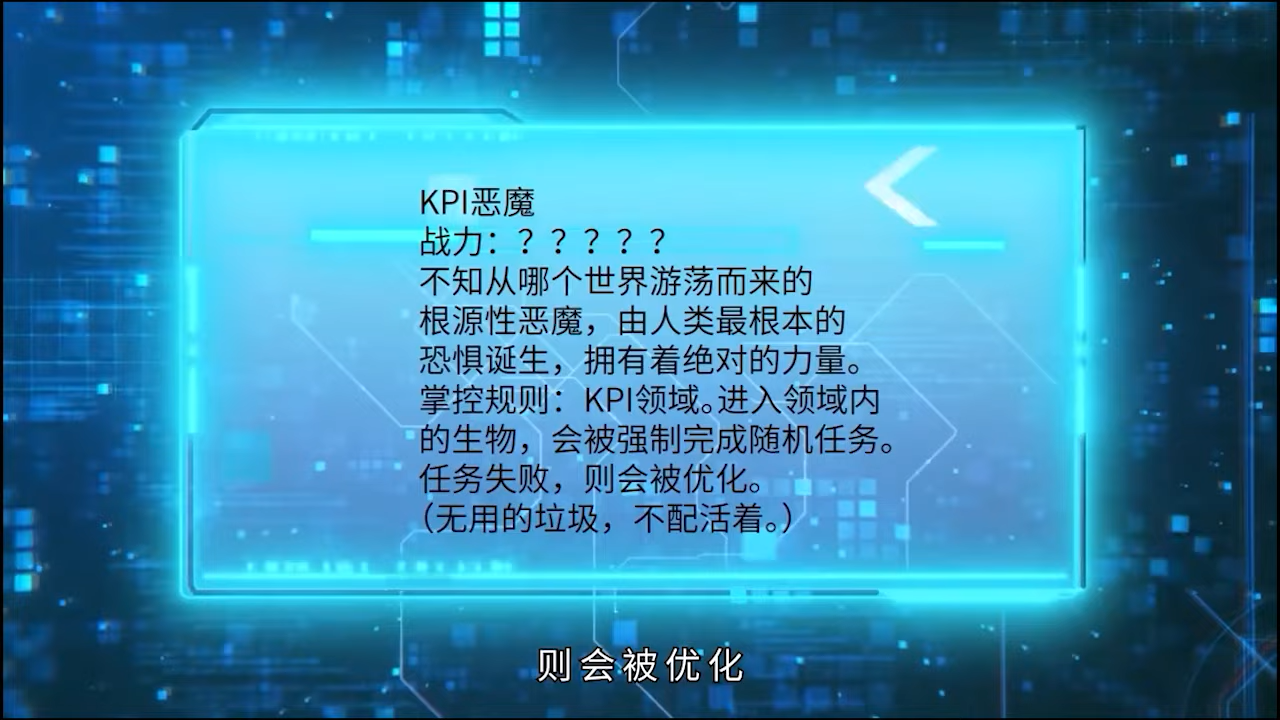 KPI恶魔
战力：？？？？？
不知从哪个世界游荡而来的
根源性恶魔，由人类最根本的
恐惧诞生，拥有着绝对的力量。
掌控规则：KPI领域。进入领域内
的生物，会被强制完成随机任务。
任务失败，则会被优化。
（无用的垃圾，不配活着。）
则会被优化